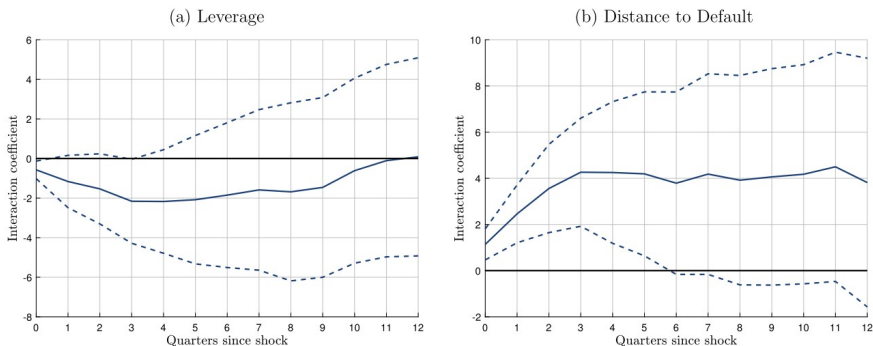 (a) Leverage
6
4
2
0
-2
-4
-6
-8
Interaction coefficient
0 1 2 3 4 5 6 7 8 9 10 11 12
Quarters since shock
(b) Distance to Default
10
8
6
4
2
0
-2
Interaction coefficient
0 1 2 3 4 5 6 7 8 9 10 11 12
Quarters since shock